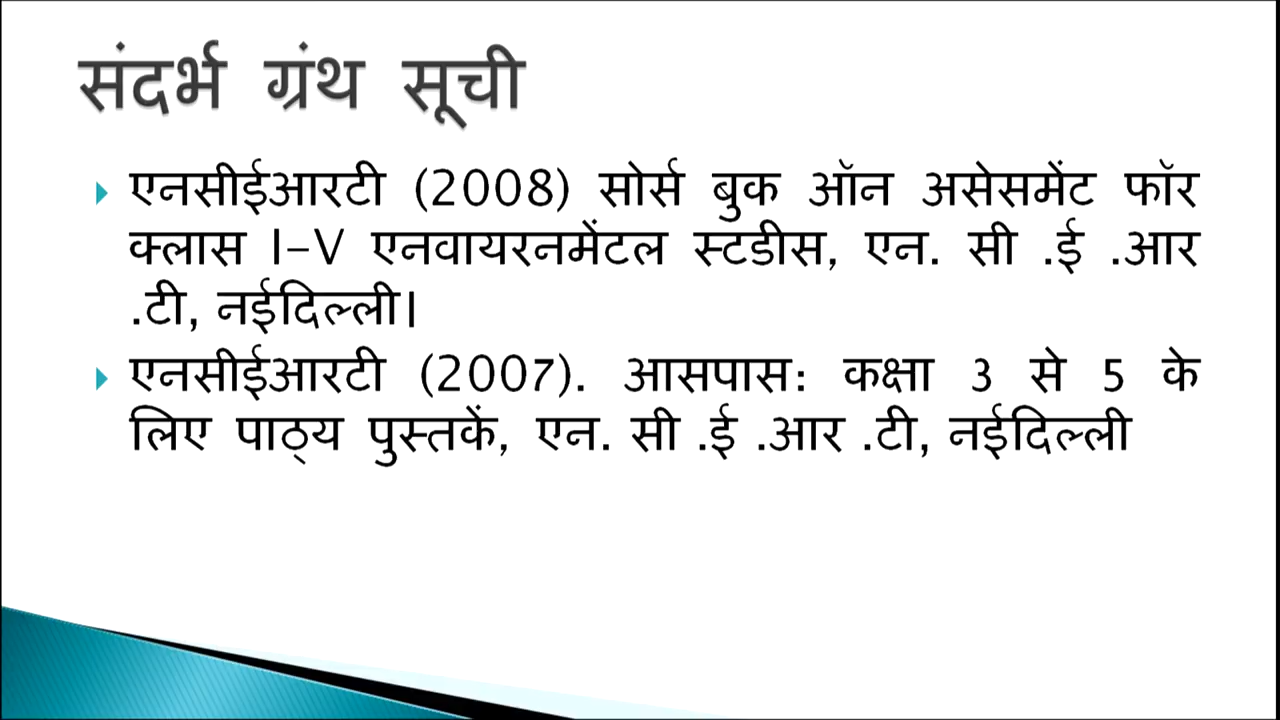 संदर्भ ग्रंथ सूची
एनसीईआरटी (2008) सोर्स बुक ऑन असेसमेंट फॉर
क्लास I-V एनवायरनमेंटल स्टडीस, एन. सी .ई .आर
.टी, नईदिल्ली।
एनसीईआरटी (2007). आसपास: कक्षा 3 से 5 के
लिए पाठ्य पुस्तकें, एन. सी .ई .आर .टी, नईदिल्ली